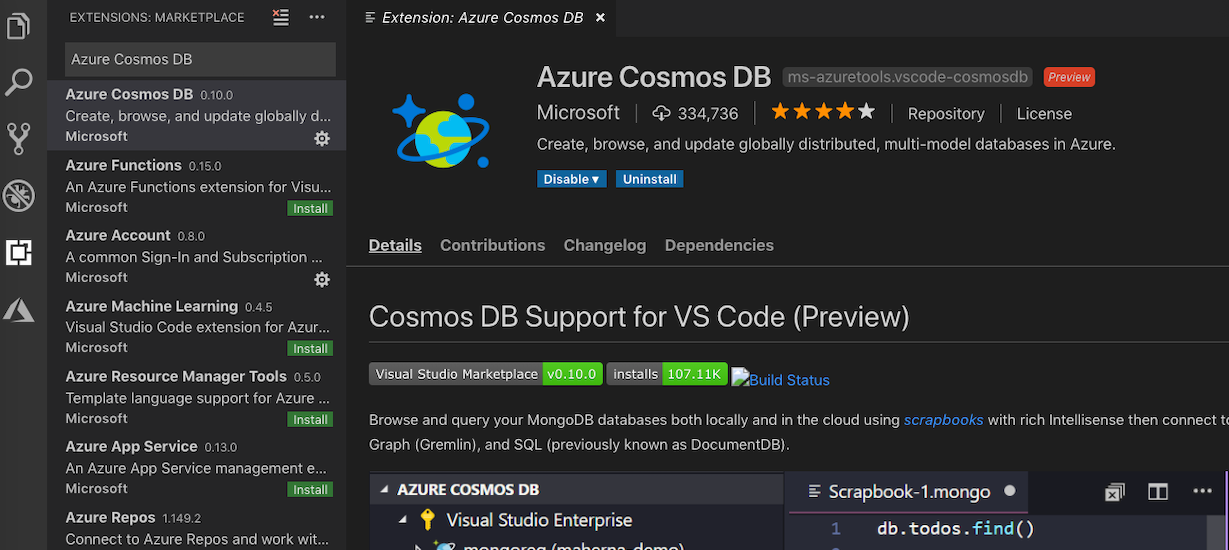 EXTENSIONS: MARKETPLACE
Azure Cosmos DB
Azure Cosmos DB 0.10.0
Create, browse, and update globally d...
Microsoft
Azure Functions 0.15.0
An Azure Functions extension for Visu...
Microsoft Install
Azure Account 0.8.0
A common Sign-In and Subscription ...
Microsoft
Azure Machine Learning 0.4.5
Visual Studio Code extension for Azur...
Microsoft Install
Azure Resource Manager Tools 0.5.0
Template language support for Azure ...
Microsoft Install
Azure App Service 0.13.0
An Azure App Service management e...
Microsoft Install
Azure Repos 1.149.2
Connect to Azure Repos and work wit...
Extension: Azure Cosmos DB
Azure Cosmos DB ms-azuretools.vscode-cosmosdb Preview
Microsoft 334,736 Repository License
Create, browse, and update globally distributed, multi-model databases in Azure.
Disable Uninstall
Details Contributions Changelog Dependencies
Cosmos DB Support for VS Code (Preview)
Visual Studio Marketplace v0.10.0 installs 107.11K Build Status
Browse and query your MongoDB databases both locally and in the cloud using scrapbooks with rich Intellisense then connect to
Graph (Gremlin), and SQL (previously known as DocumentDB).
AZURE COSMOS DB
Visual Studio Enterprise
mongoreg (maherna_demo)
Scrapbook-1.mongo
1 db.todos.find()